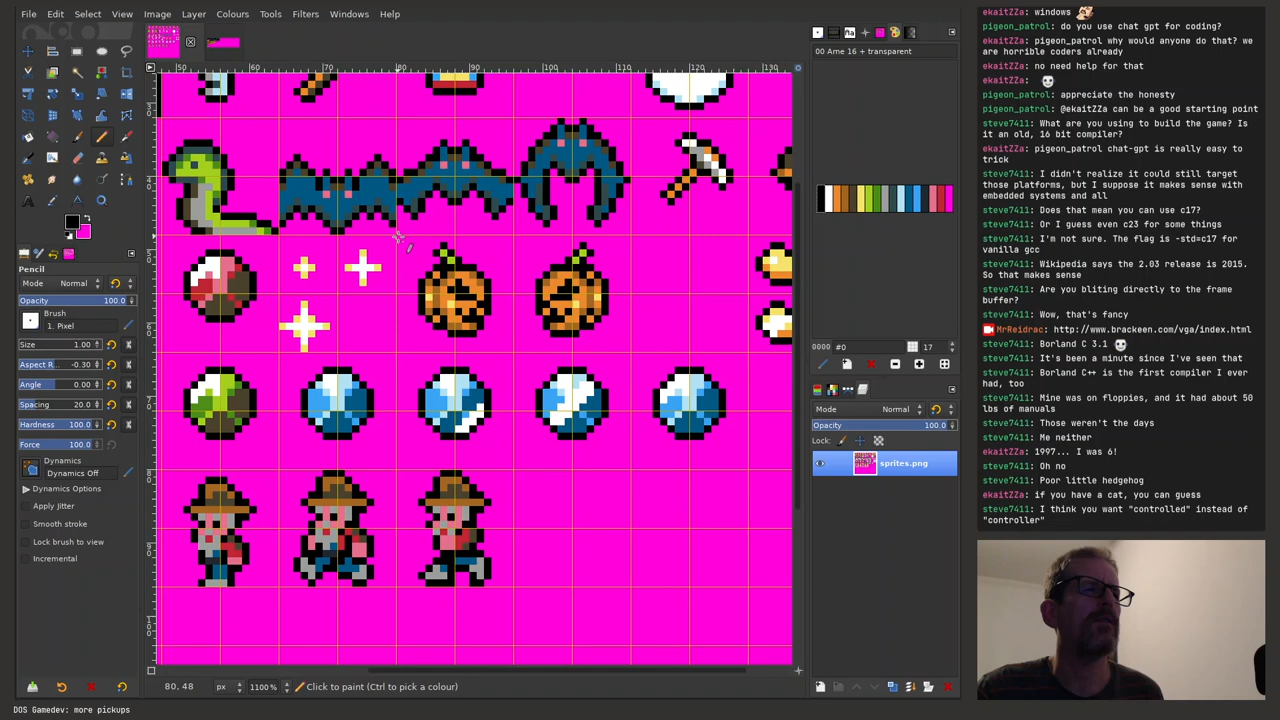 File Edit Select View Image Layer Colours Tools Filters Windows Help
50 60 70 80 90 100 110 120 130
00 Ame 16 + transparent
Pencil
Mode Normal
Opacity 100.0
Brush
1. Pixel
Size 1.00
Aspect R... -0.30
Angle 0.00
Spacing 20.0
Hardness 100.0
Force 100.0
Dynamics
Dynamics Off
Dynamics Options
Apply Jitter
Smooth stroke
Lock brush to view
Incremental
0000 Ame #0 17
Mode Normal
Opacity 100.0
Lock:
sprites.png
80, 48 px 1100 % Click to paint (Ctrl to pick a colour)
DOS Gamedev: more pickups
ekaitZZa: windows
pigeon_patrol: do you use chat gpt for coding?
ekaitZZa: pigeon_patrol why would anyone do that? we
are horrible coders already
ekaitZZa: no need help for that
ekaitZZa:
pigeon_patrol: appreciate the honesty
pigeon_patrol: @ekaitZZa can be a good starting point
steve7411: What are you using to build the game? Is
it an old, 16 bit compiler?
ekaitZZa: pigeon_patrol chat-gpt is really easy to
trick
steve7411: I didn't realize it could still target
those platforms, but I suppose it makes sense with
embedded systems and all
steve7411: Does that mean you can use c17?
steve7411: Or I guess even c23 for some things
steve7411: I'm not sure. The flag is -std=c17 for
vanilla gcc
steve7411: Wikipedia says the 2.03 release is 2015.
So that makes sense
steve7411: Are you bliting directly to the frame
buffer?
steve7411: Wow, that's fancy
MrReidrac: http://www.brackeen.com/vga/index.html
steve7411: Borland C 3.1
steve7411: It's been a minute since I've seen that
steve7411: Borland C++ is the first compiler I ever
had, too
steve7411: Mine was on floppies, and it had about 50
lbs of manuals
steve7411: Those weren't the days
steve7411: Me neither
ekaitZZa: 1997... I was 6!
steve7411: Oh no
steve7411: Poor little hedgehog
ekaitZZa: if you have a cat, you can guess
steve7411: I think you want "controlled" instead of
"controller"